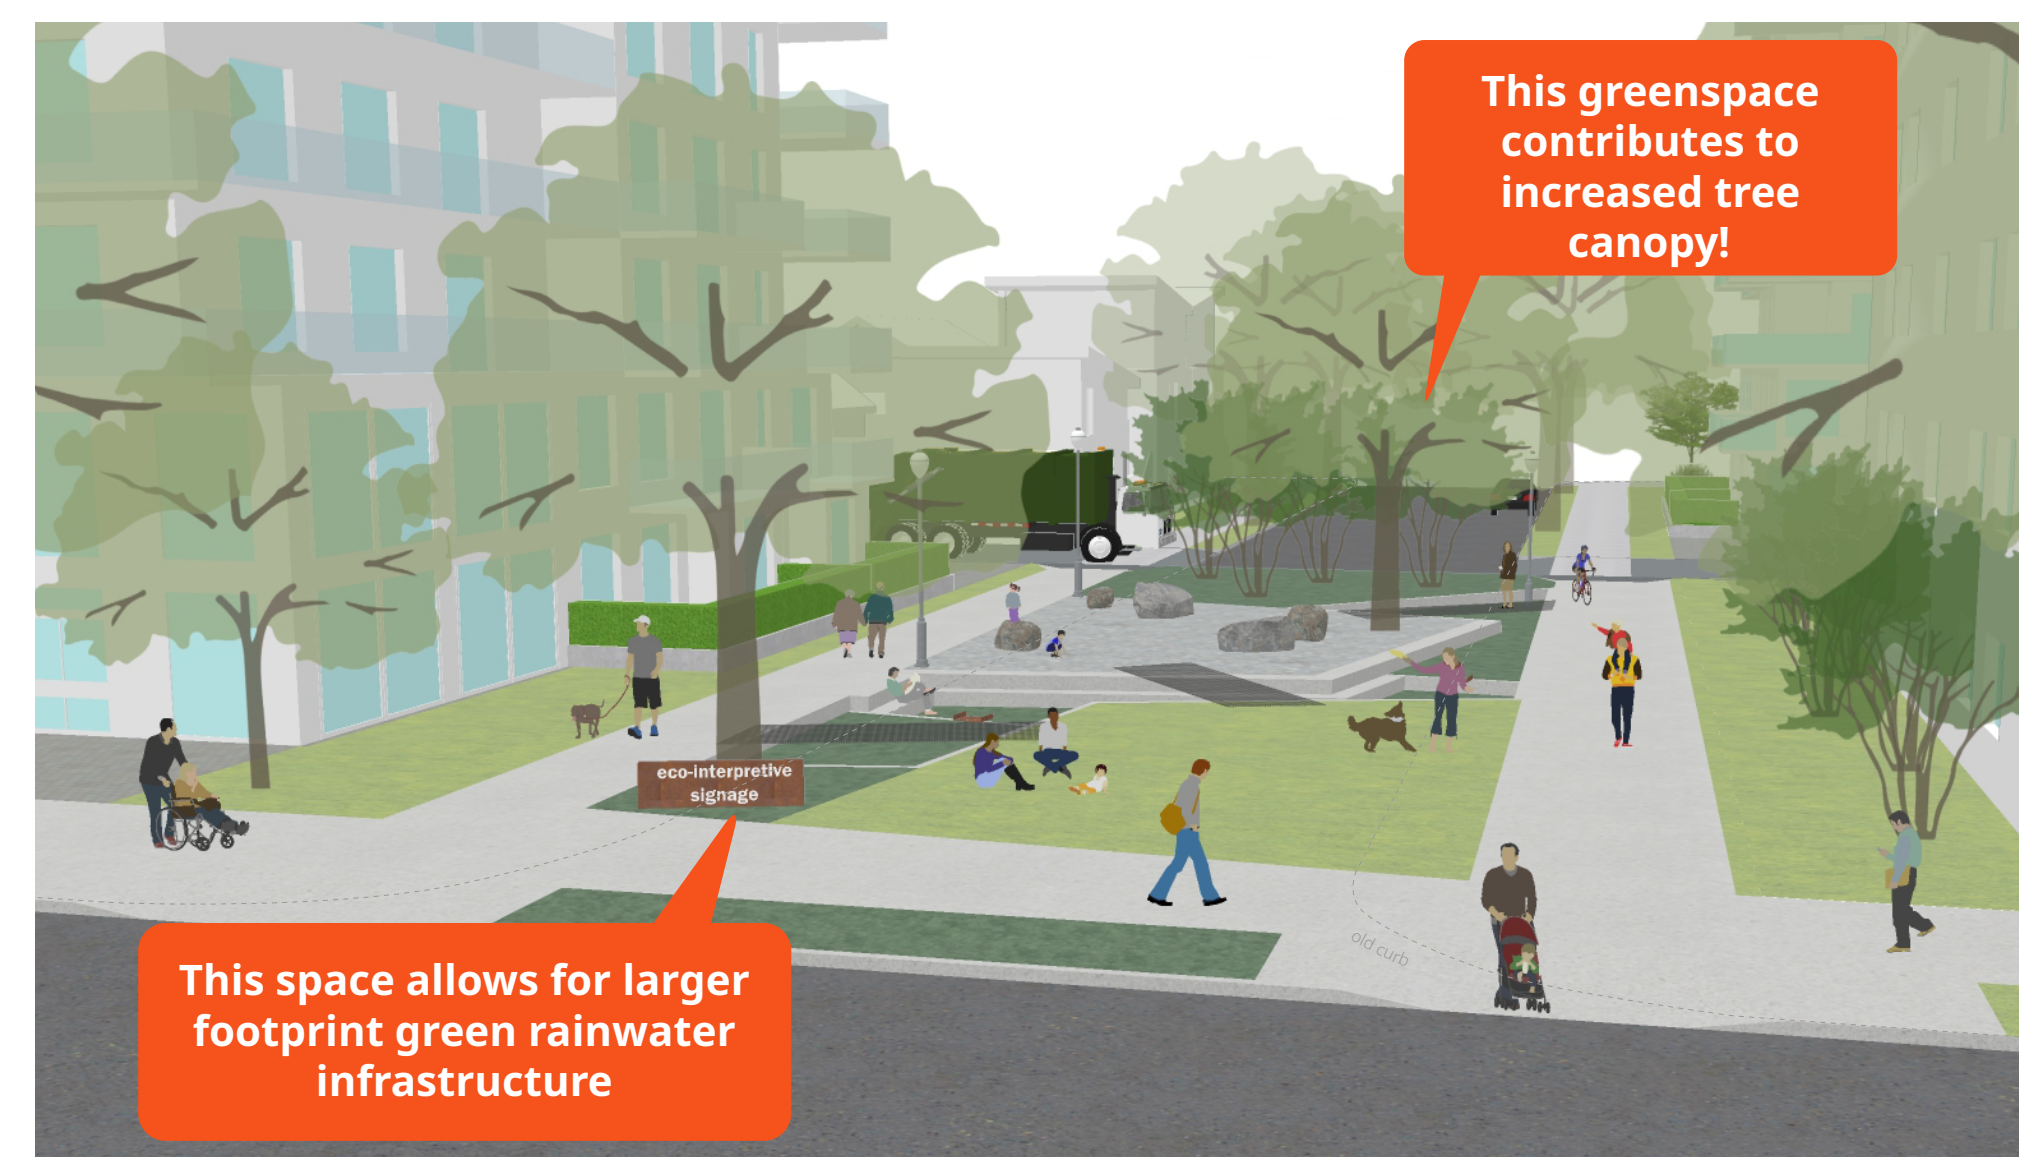 This greenspace
contributes to
increased tree
canopy!
eco-interpretive
signage
old curb
This space allows for larger
footprint green rainwater
infrastructure